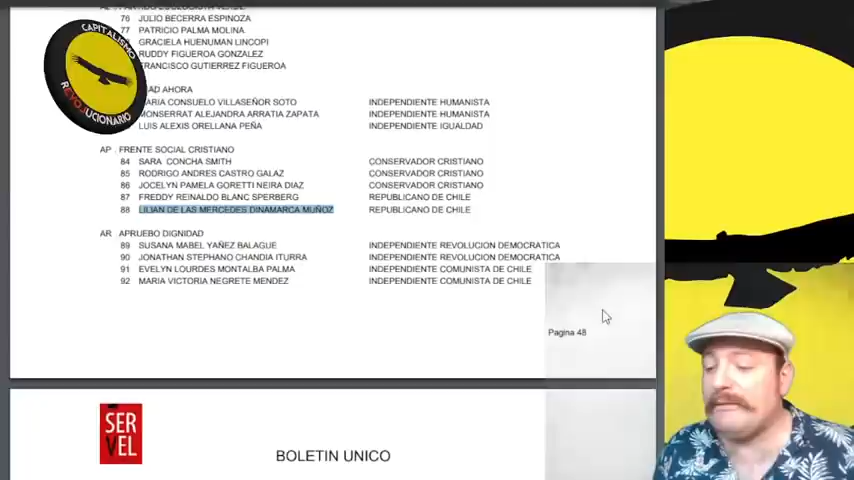 76 JULIO BECERRA ESPINOZA
77 PATRICIO PALMA MOLINA
GRACIELA HUENUMAN LINCOPI
RUDDY FIGUEROA GONZALEZ
FRANCISCO GUTIERREZ FIGUEROA
CAPITALISMO
REVOLUCIONARIO
AD AHORA
MARIA CONSUELO VILLASEÑOR SOTO INDEPENDIENTE HUMANISTA
MONSERRAT ALEJANDRA ARRATIA ZAPATA INDEPENDIENTE HUMANISTA
LUIS ALEXIS ORELLANA PEÑA INDEPENDIENTE IGUALDAD
AP . FRENTE SOCIAL CRISTIANO
84 SARA CONCHA SMITH CONSERVADOR CRISTIANO
85 RODRIGO ANDRES CASTRO GALAZ CONSERVADOR CRISTIANO
86 JOCELYN PAMELA GORETTI NEIRA DIAZ CONSERVADOR CRISTIANO
87 FREDDY REINALDO BLANC SPERBERG REPUBLICANO DE CHILE
88 LILIAN DE LAS MERCEDES DINAMARCA MUÑOZ REPUBLICANO DE CHILE
AR . APRUEBO DIGNIDAD
89 SUSANA MABEL YAÑEZ BALAGUE INDEPENDIENTE REVOLUCION DEMOCRATICA
90 JONATHAN STEPHANO CHANDIA ITURRA INDEPENDIENTE REVOLUCION DEMOCRATICA
91 EVELYN LOURDES MONTALBA PALMA INDEPENDIENTE COMUNISTA DE CHILE
92 MARIA VICTORIA NEGRETE MENDEZ INDEPENDIENTE COMUNISTA DE CHILE
Pagina 48
SER
VEL
BOLETIN UNICO